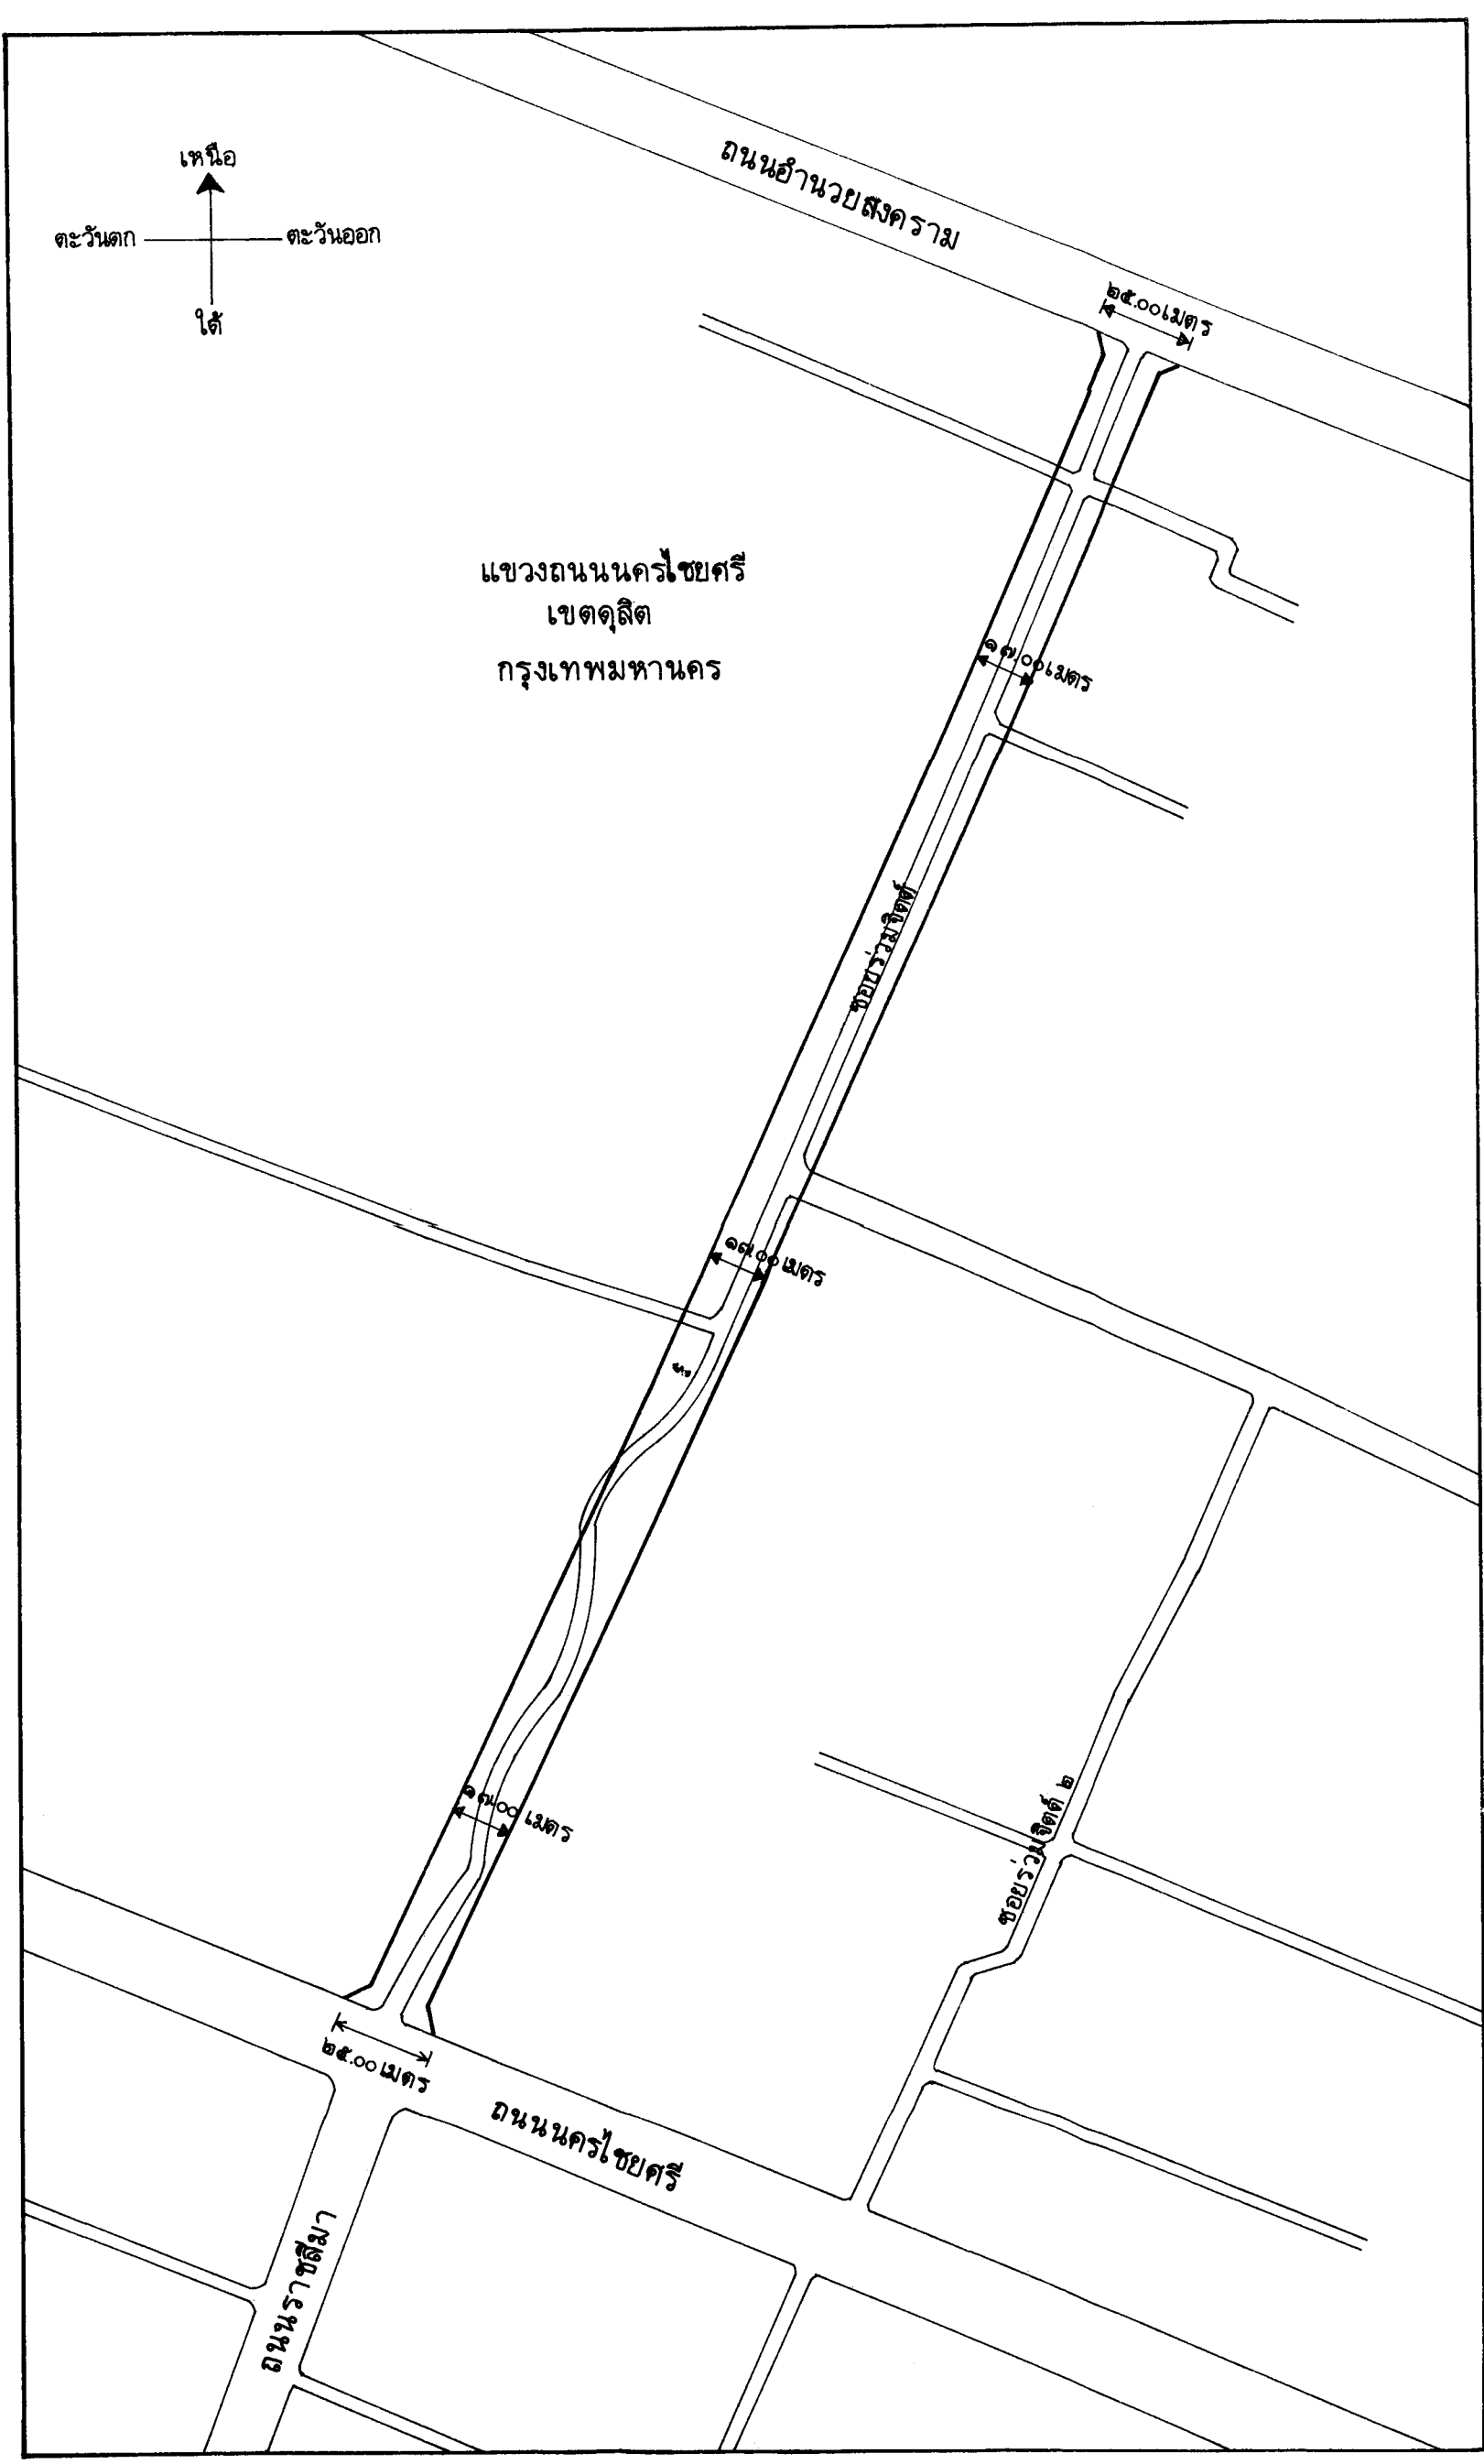 ถนนอำนวยสงคราม
เหนือ
ตะวันตก
ตะวันออก
ใต้
๒๕.๐๐ เมตร
แขวงถนนนครไชยศรี
เขตดุสิต
กรุงเทพมหานคร
๑๗.๐๐ เมตร
ซอยร่วมจิตต์
๑๗.๐๐ เมตร
๑๗.๐๐ เมตร
ซอยร่วมจิตต์ ๒
๒๕.๐๐ เมตร
ถนนนครไชยศรี
ถนนราชสีมา